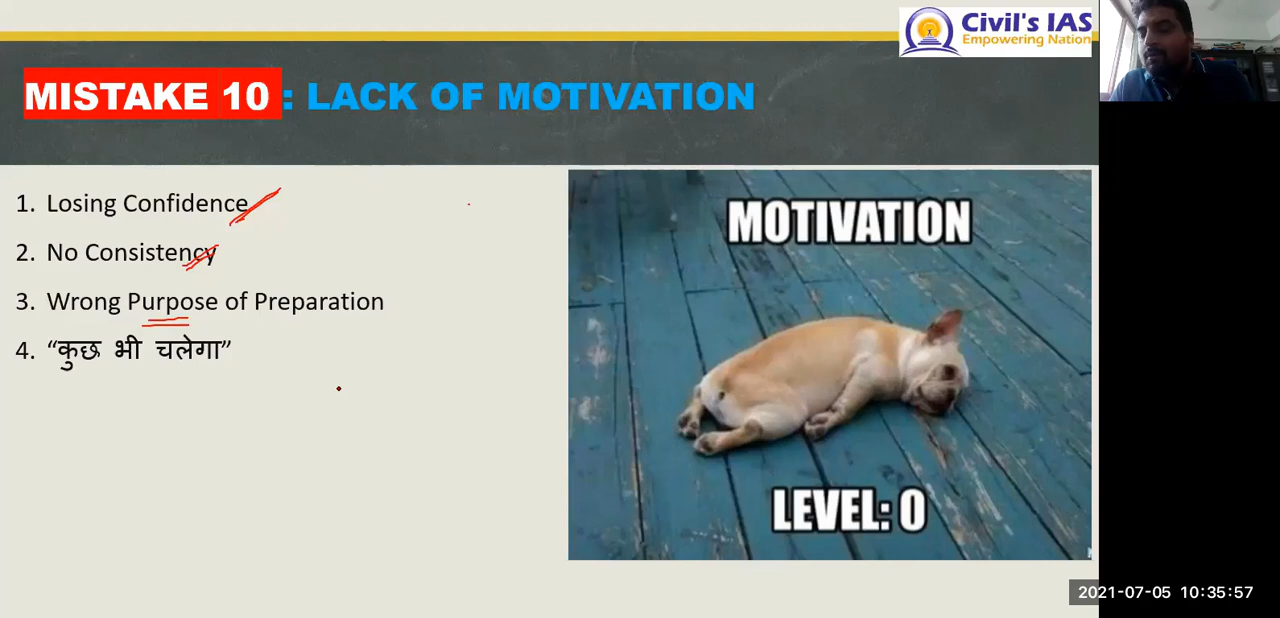 Civil's IAS
Empowering Nation
MISTAKE 10 : LACK OF MOTIVATION
1. Losing Confidence
2. No Consistency
3. Wrong Purpose of Preparation
4. “कुछ भी चलेगा”
MOTIVATION
LEVEL: 0
2021-07-05 10:35:57